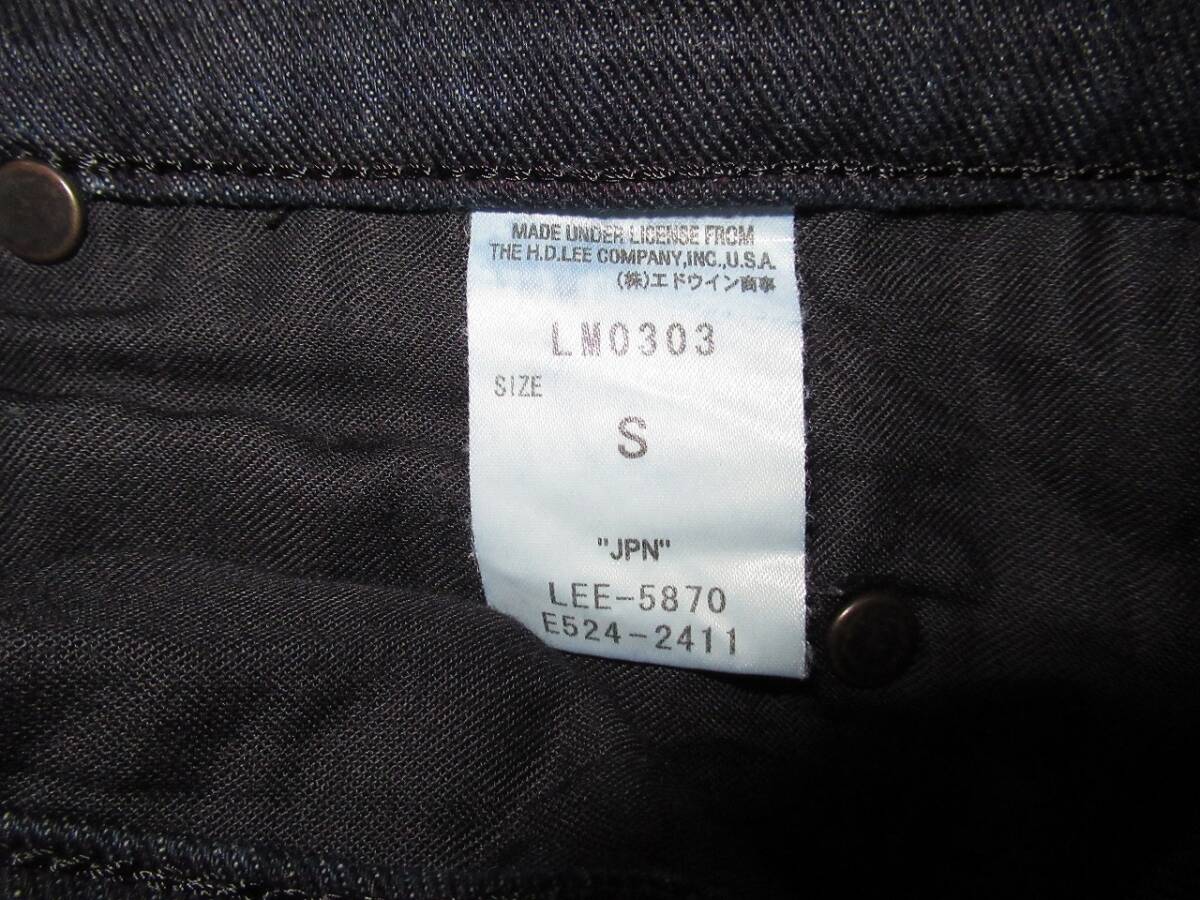 MADE UNDER LICENSE FROM
THE H.D.LEE COMPANY,INC.,U.S.A.
(株)エドウイン商事
LM0303
SIZE
S
"JPN"
LEE-5870
E524-2411